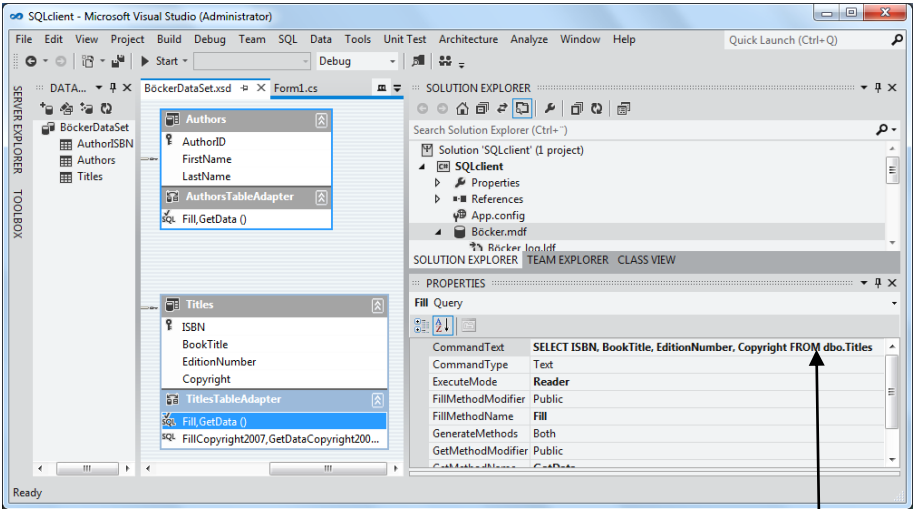 SQLclient - Microsoft Visual Studio (Administrator)
File Edit View Project Build Debug Team SQL Data Tools Unit Test Architecture Analyze Window Help Quick Launch (Ctrl+Q)
Start Debug
SERVER EXPLORER
TOOLBOX
DATA...
BöckerDataSet
AuthorISBN
Authors
Titles
BöckerDataSet.xsd Form1.cs
Authors
AuthorID
FirstName
LastName
AuthorsTableAdapter
SQL Fill,GetData ()
Titles
ISBN
BookTitle
EditionNumber
Copyright
TitlesTableAdapter
SQL Fill,GetData ()
SQL FillCopyright2007,GetDataCopyright200...
SOLUTION EXPLORER
Search Solution Explorer (Ctrl+¨)
Solution 'SQLclient' (1 project)
C# SQLclient
Properties
References
App.config
Böcker.mdf
Böcker_log.ldf
SOLUTION EXPLORER TEAM EXPLORER CLASS VIEW
PROPERTIES
Fill Query
CommandText SELECT ISBN, BookTitle, EditionNumber, Copyright FROM dbo.Titles
CommandType Text
ExecuteMode Reader
FillMethodModifier Public
FillMethodName Fill
GenerateMethods Both
GetMethodModifier Public
GetMethodName GetData
Ready